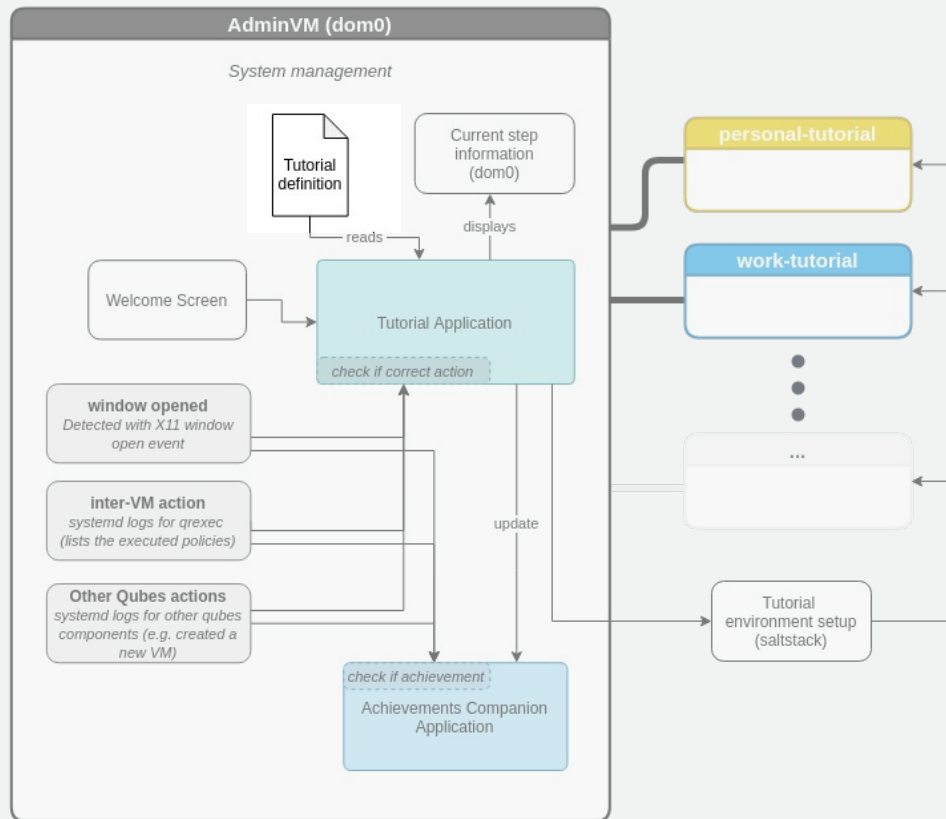 AdminVM (dom0)
System management
Tutorial
definition
Current step
information
(dom0)
reads
displays
Welcome Screen
Tutorial Application
check if correct action
window opened
Detected with X11 window
open event
inter-VM action
systemd logs for qrexec
(lists the executed policies)
Other Qubes actions
systemd logs for other qubes
components (e.g. created a
new VM)
update
check if achievement
Achievements Companion
Application
personal-tutorial
work-tutorial
...
Tutorial
environment setup
(saltstack)